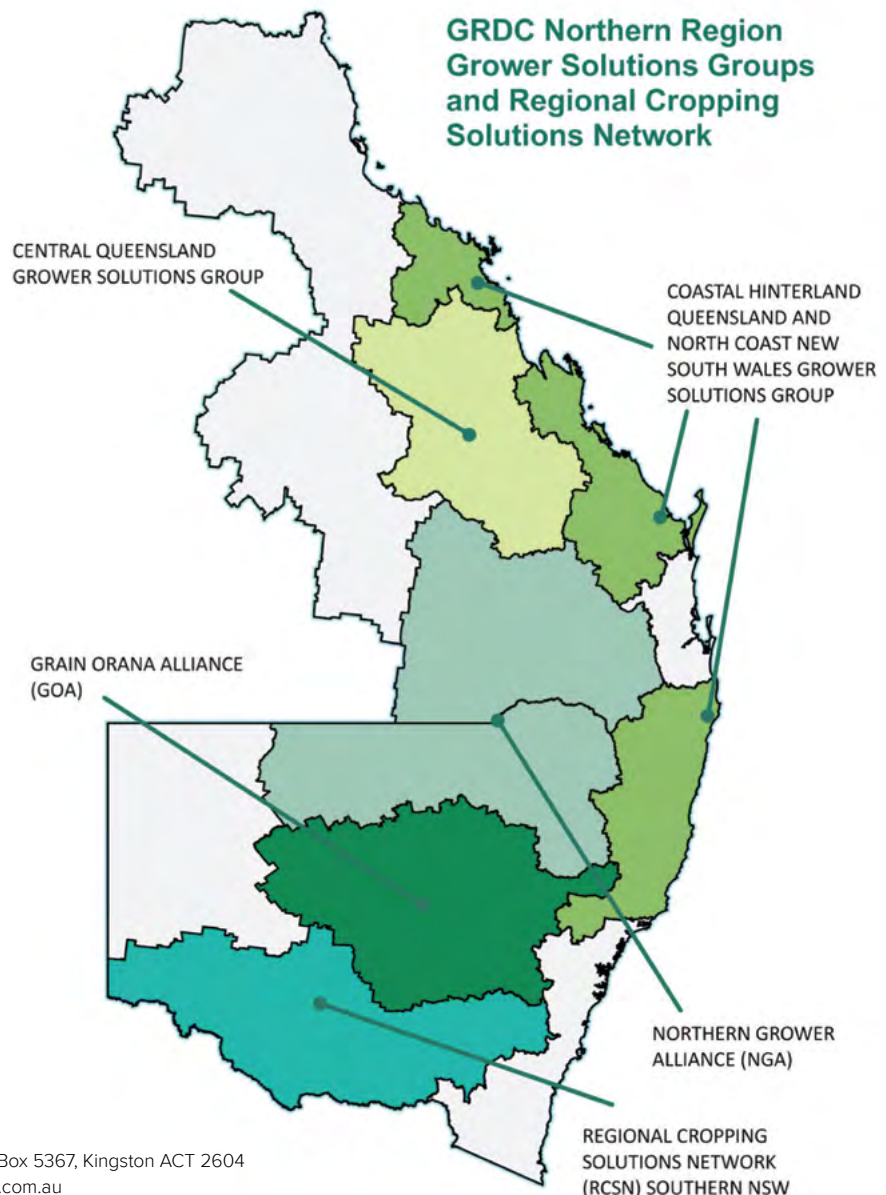 GRDC Northern Region
Grower Solutions Groups
and Regional Cropping
Solutions Network
CENTRAL QUEENSLAND
GROWER SOLUTIONS GROUP
COASTAL HINTERLAND
QUEENSLAND AND
NORTH COAST NEW
SOUTH WALES GROWER
SOLUTIONS GROUP
GRAIN ORANA ALLIANCE
(GOA)
NORTHERN GROWER
ALLIANCE (NGA)
REGIONAL CROPPING
SOLUTIONS NETWORK
(RCSN) SOUTHERN NSW
Box 5367, Kingston ACT 2604
.com.au